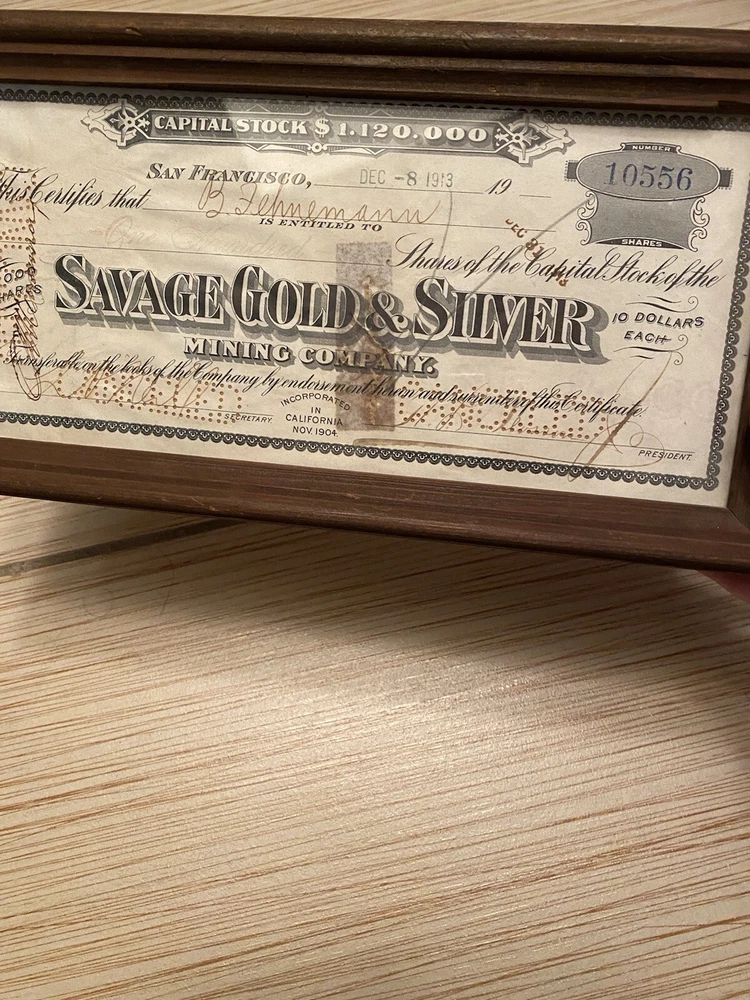 CAPITAL STOCK $1.120.000
NUMBER
10556
SHARES
SAN FRANCISCO, DEC -8 1913 19
This Certifies that B Fehnemann
IS ENTITLED TO
Shares of the Capital Stock of the
SAVAGE GOLD & SILVER
10 DOLLARS
EACH
MINING COMPANY.
Transferable on the books of the Company by endorsement hereon and surrender of this Certificate.
INCORPORATED
IN
CALIFORNIA
NOV. 1904.
SECRETARY
PRESIDENT.